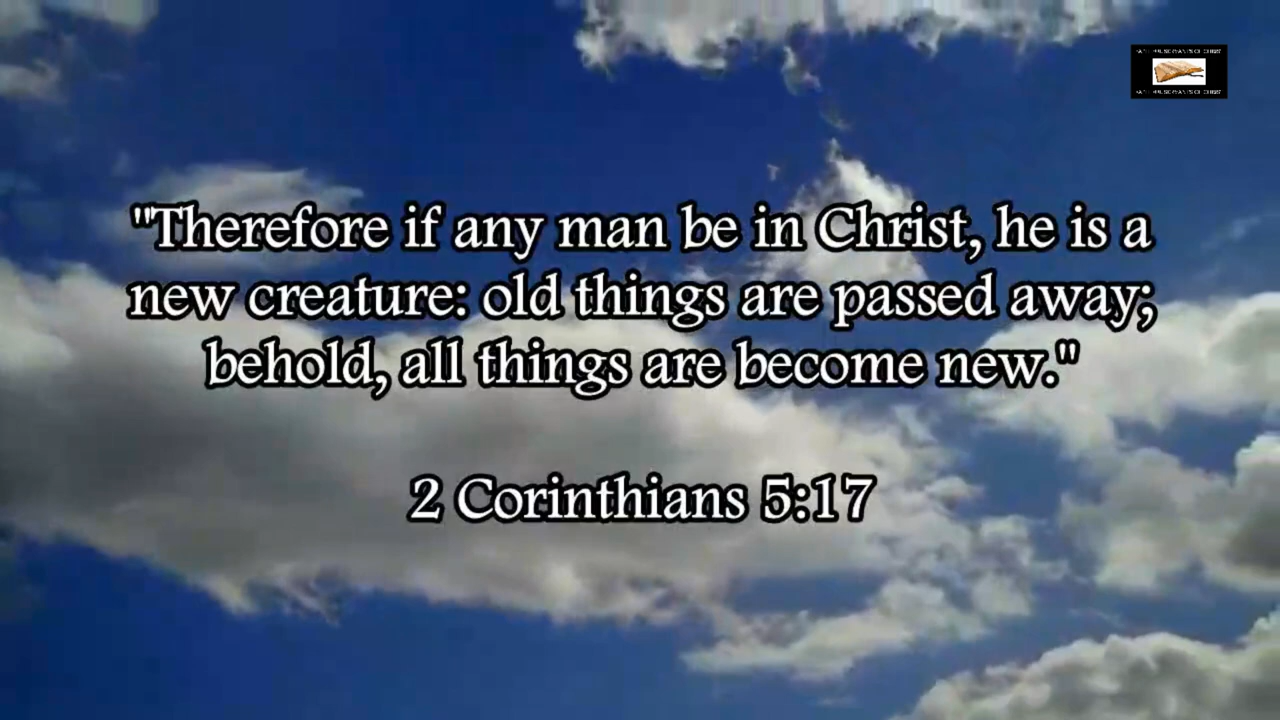 "Therefore if any man be in Christ, he is a
new creature: old things are passed away;
behold, all things are become new."
2 Corinthians 5:17